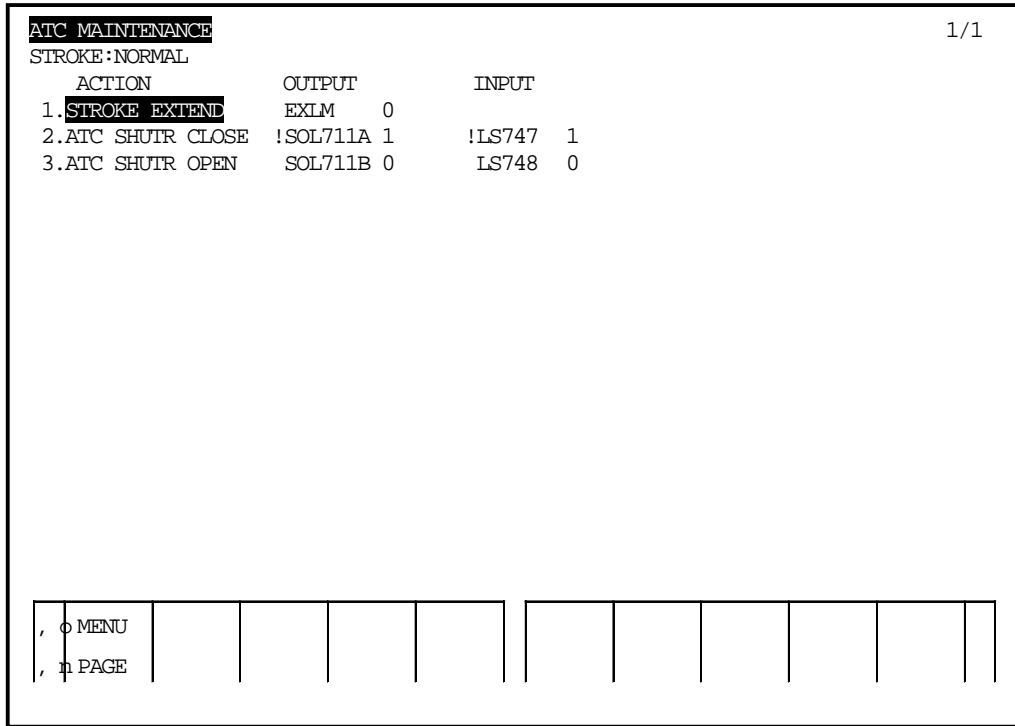 ATC MAINTENANCE 1/1
STROKE:NORMAL
ACTION OUTPUT INPUT
1.STROKE EXTEND EXLM 0
2.ATC SHUTR CLOSE !SOL711A 1 !LS747 1
3.ATC SHUTR OPEN SOL711B 0 LS748 0
, o MENU
, n PAGE